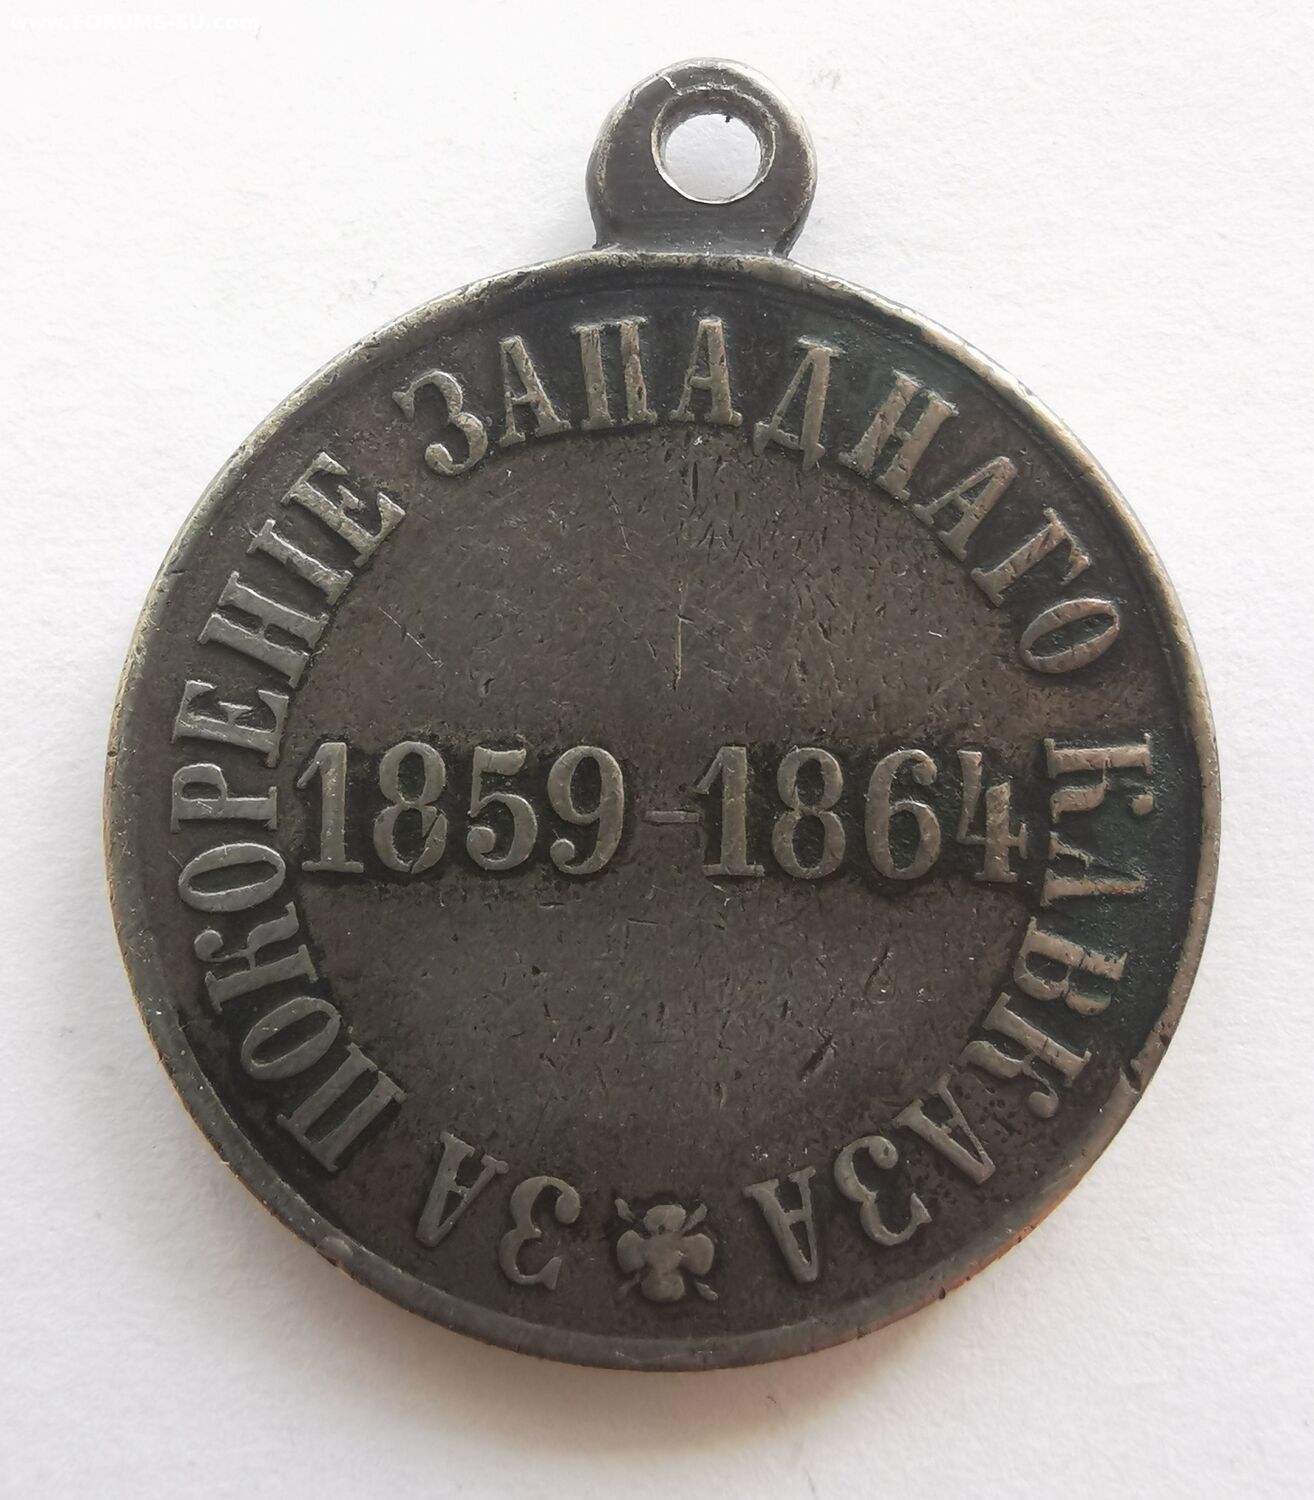 www.FORUMS-SU.com
ЗА ПОКОРЕНІЕ ЗАПАДНАГО КАВКАЗА
1859-1864